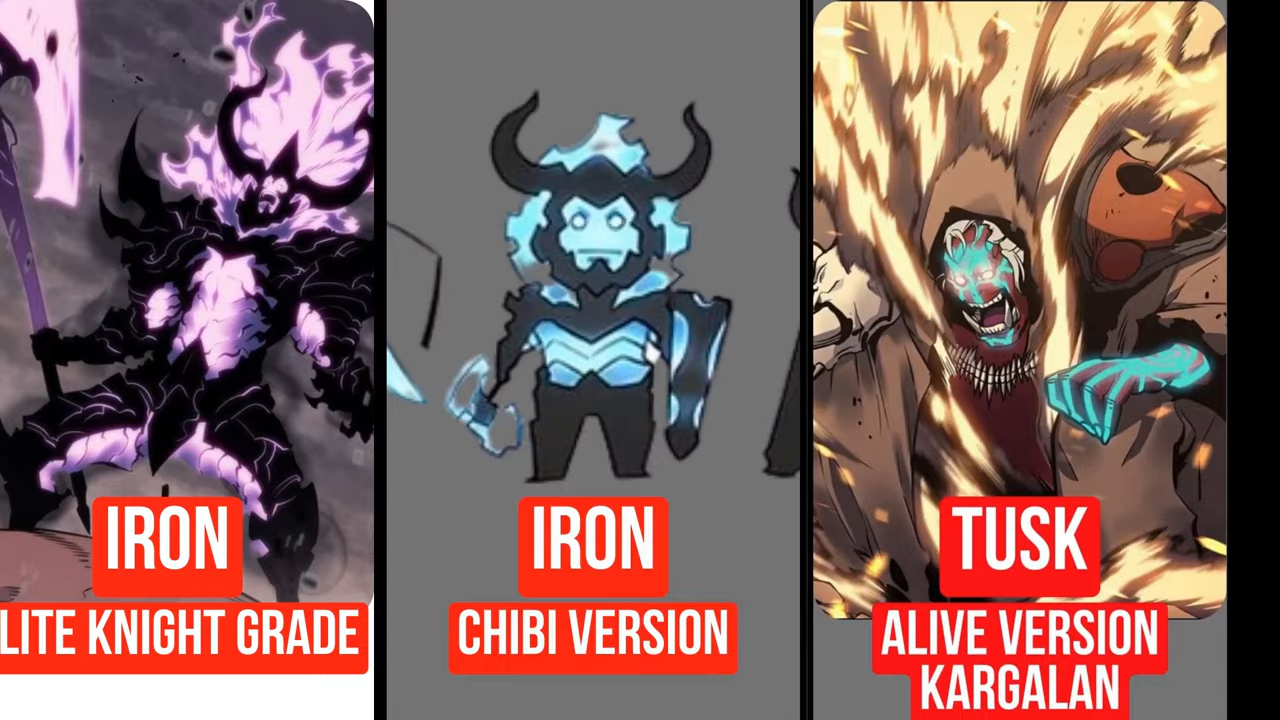 IRON
LITE KNIGHT GRADE
IRON
CHIBI VERSION
TUSK
ALIVE VERSION
KARGALAN